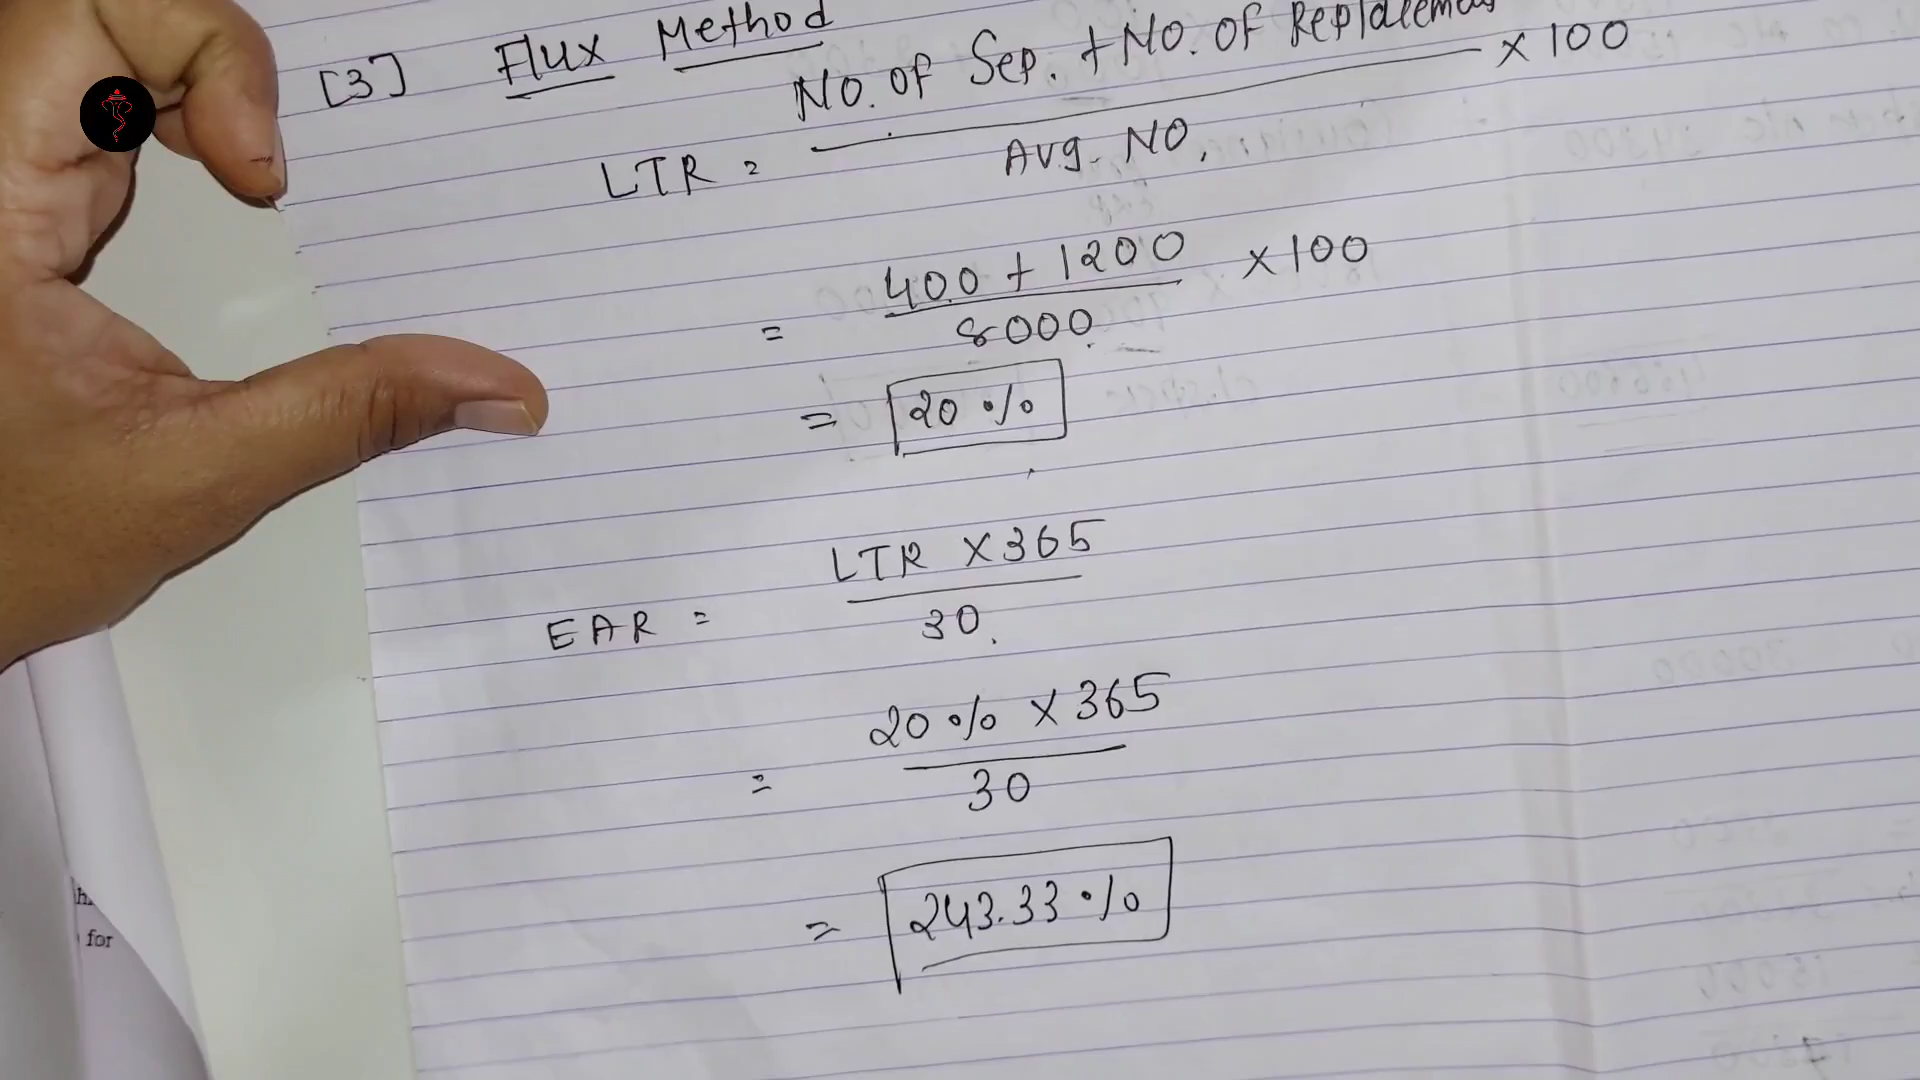 [3] Flux Method
LTR = No. of Sep. + No. of Replacement / Avg. No. × 100
= 400 + 1200 / 8000 × 100
= 20 %
EAR = LTR × 365 / 30.
= 20 % × 365 / 30
= 243.33 %
for